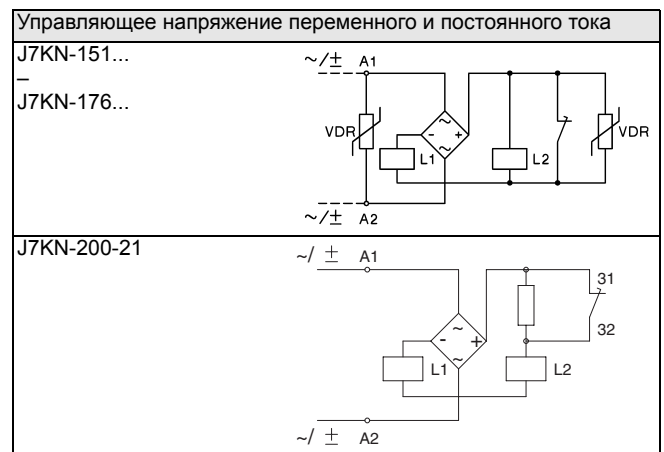 Управляющее напряжение переменного и постоянного тока
J7KN-151...
–
J7KN-176...
~/± A1
VDR
~
- +
~
L1
L2
VDR
~/± A2
J7KN-200-21
~/ ± A1
31
~
- +
~
32
L1
L2
~/ ± A2